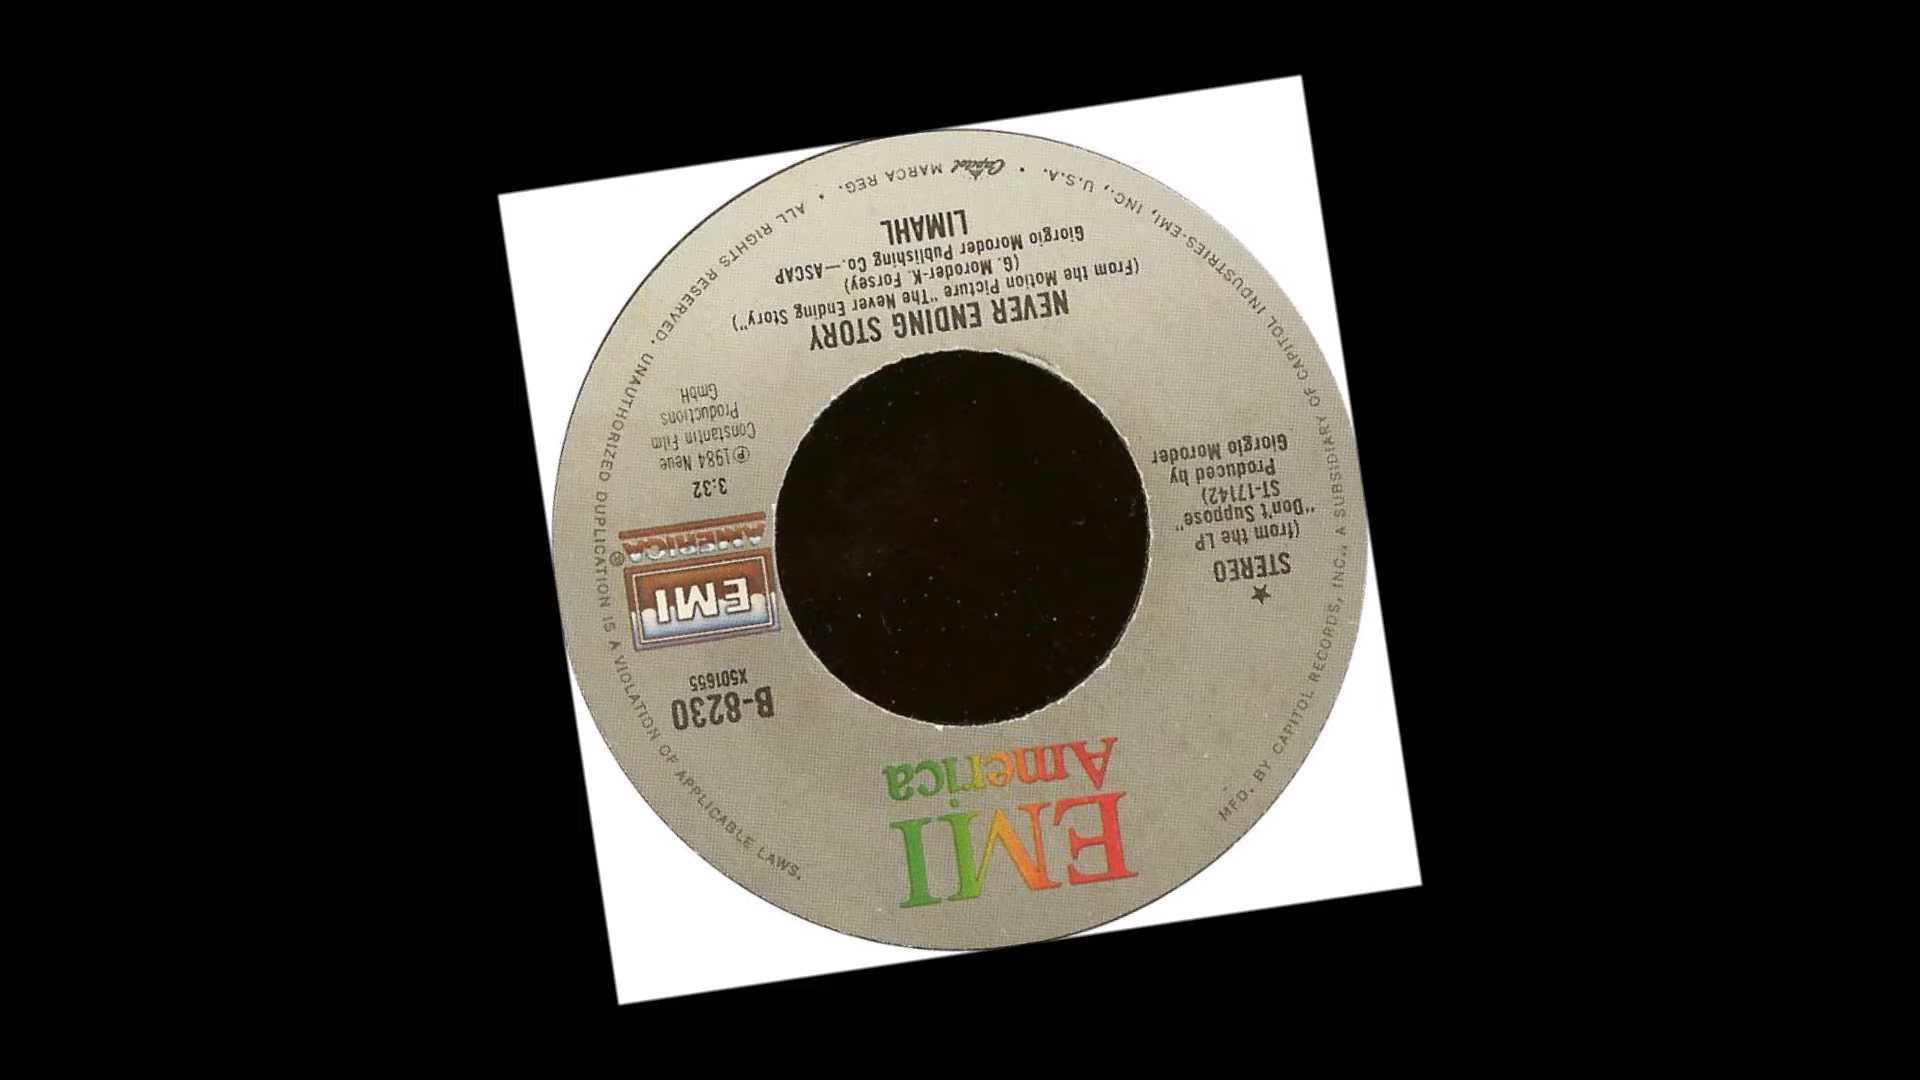 EMI
America
★
STEREO
(from the LP
"Don't Suppose"
ST-17142)
Produced by
Giorgio Moroder
B-8230
X501655
EMI
AMERICA
®
3:32
Ⓟ1984 Neue
Constantin Film
Productions
GmbH.
NEVER ENDING STORY
(From the Motion Picture "The Never Ending Story")
(G. Moroder-K. Forsey)
Giorgio Moroder Publishing Co.—ASCAP
LIMAHL
MFD. BY CAPITOL RECORDS, INC., A SUBSIDIARY OF CAPITOL INDUSTRIES-EMI, INC., U.S.A. • Capitol MARCA REG. • ALL RIGHTS RESERVED. UNAUTHORIZED DUPLICATION IS A VIOLATION OF APPLICABLE LAWS.